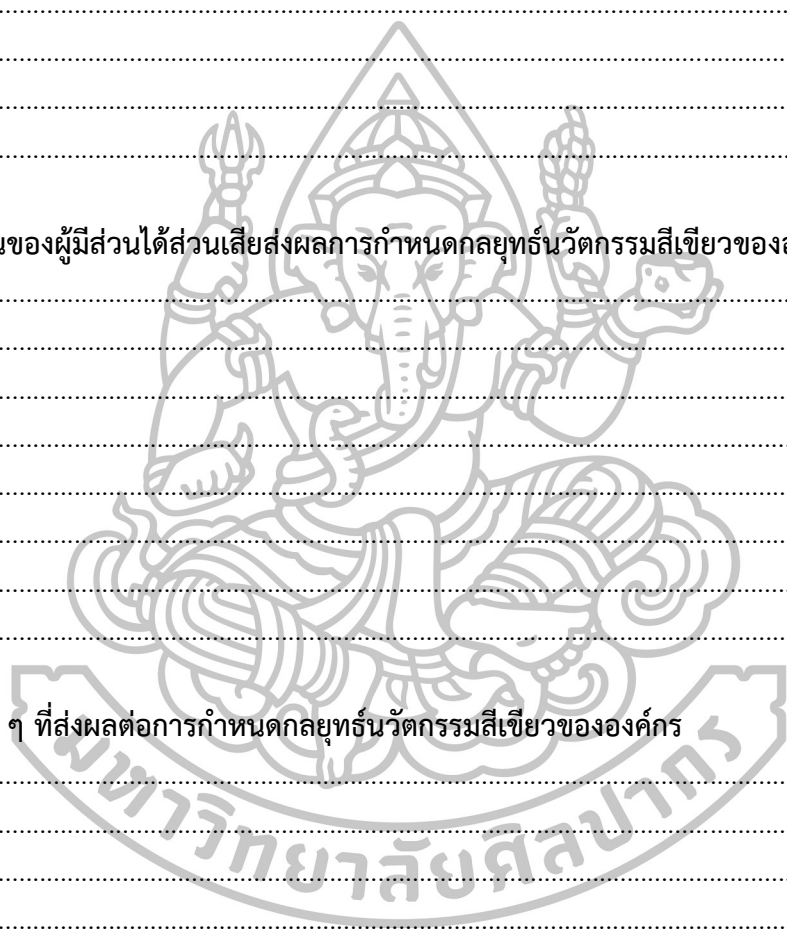 นของผู้มีส่วนได้ส่วนเสียส่งผลการกำหนดกลยุทธ์นวัตกรรมสีเขียวของ
ๆ ที่ส่งผลต่อการกำหนดกลยุทธ์นวัตกรรมสีเขียวขององค์กร
มหาวิทยาลัยศิลปากร